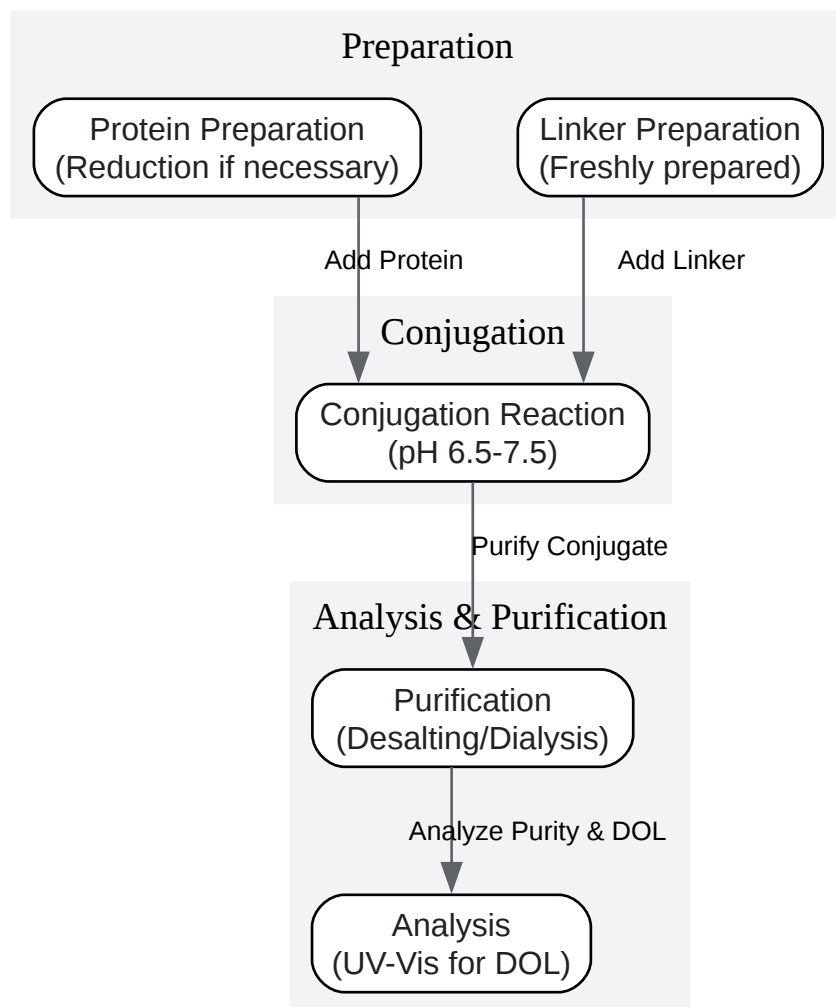 Preparation
Protein Preparation
(Reduction if necessary)
Linker Preparation
(Freshly prepared)
Add Protein
Add Linker
Conjugation
Conjugation Reaction
(pH 6.5-7.5)
Purify Conjugate
Analysis & Purification
Purification
(Desalting/Dialysis)
Analyze Purity & DOL
Analysis
(UV-Vis for DOL)